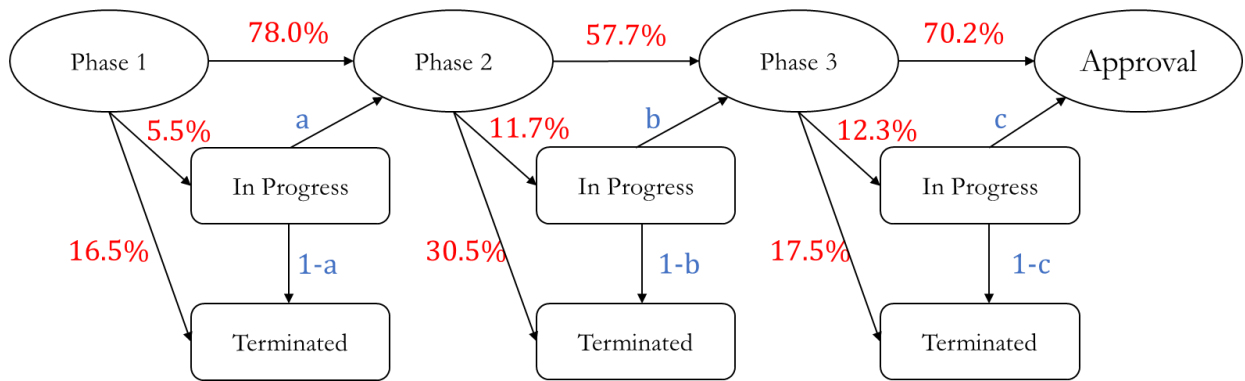 78.0%
57.7%
70.2%
Phase 1
Phase 2
Phase 3
Approval
5.5%
a
11.7%
b
12.3%
c
In Progress
In Progress
In Progress
16.5%
1-a
30.5%
1-b
17.5%
1-c
Terminated
Terminated
Terminated